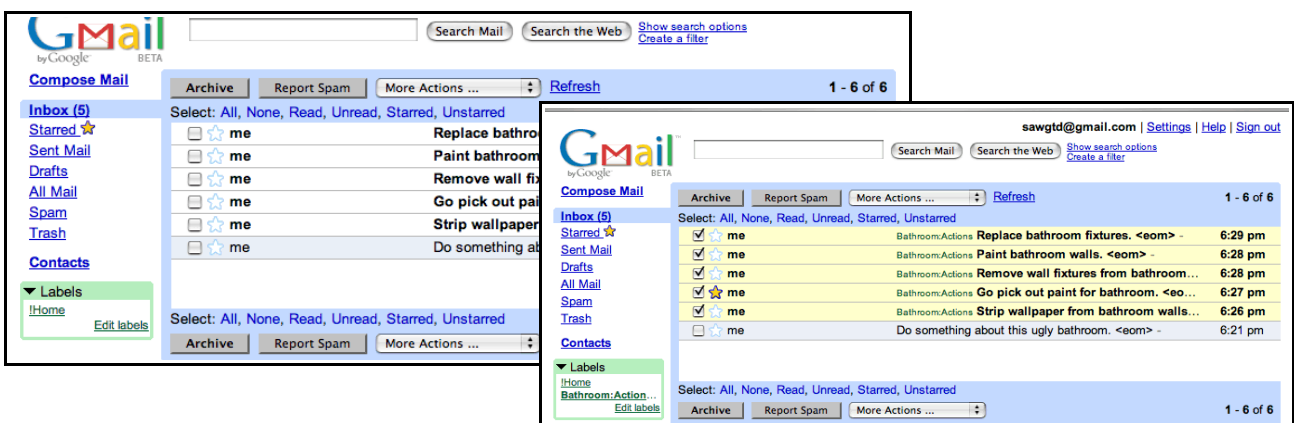 GMail
by Google BETA
Search Mail Search the Web Show search options
Create a filter
Compose Mail
Archive Report Spam More Actions ... Refresh 1 - 6 of 6
Inbox (5)
Select: All, None, Read, Unread, Starred, Unstarred
Starred
Sent Mail
Drafts
All Mail
Spam
Trash
Contacts
Labels
!Home
Edit labels
me Replace
me Paint bathroom
me Remove wall
me Go pick out
me Strip wallpaper
me Do something
Select: All, None, Read, Unread, Starred, Unstarred
Archive Report Spam More Actions ...
sawgtd@gmail.com | Settings | Help | Sign out
GMail
by Google BETA
Search Mail Search the Web Show search options
Create a filter
Compose Mail
Archive Report Spam More Actions ... Refresh 1 - 6 of 6
Inbox (5)
Select: All, None, Read, Unread, Starred, Unstarred
Starred
Sent Mail
Drafts
All Mail
Spam
Trash
Contacts
Labels
!Home
Bathroom:Action...
Edit labels
me Bathroom:Actions Replace bathroom fixtures. <eom> - 6:29 pm
me Bathroom:Actions Paint bathroom walls. <eom> - 6:28 pm
me Bathroom:Actions Remove wall fixtures from bathroom... 6:28 pm
me Bathroom:Actions Go pick out paint for bathroom. <eo... 6:27 pm
me Bathroom:Actions Strip wallpaper from bathroom walls... 6:26 pm
me Do something about this ugly bathroom. <eom> - 6:21 pm
Select: All, None, Read, Unread, Starred, Unstarred
Archive Report Spam More Actions ... 1 - 6 of 6